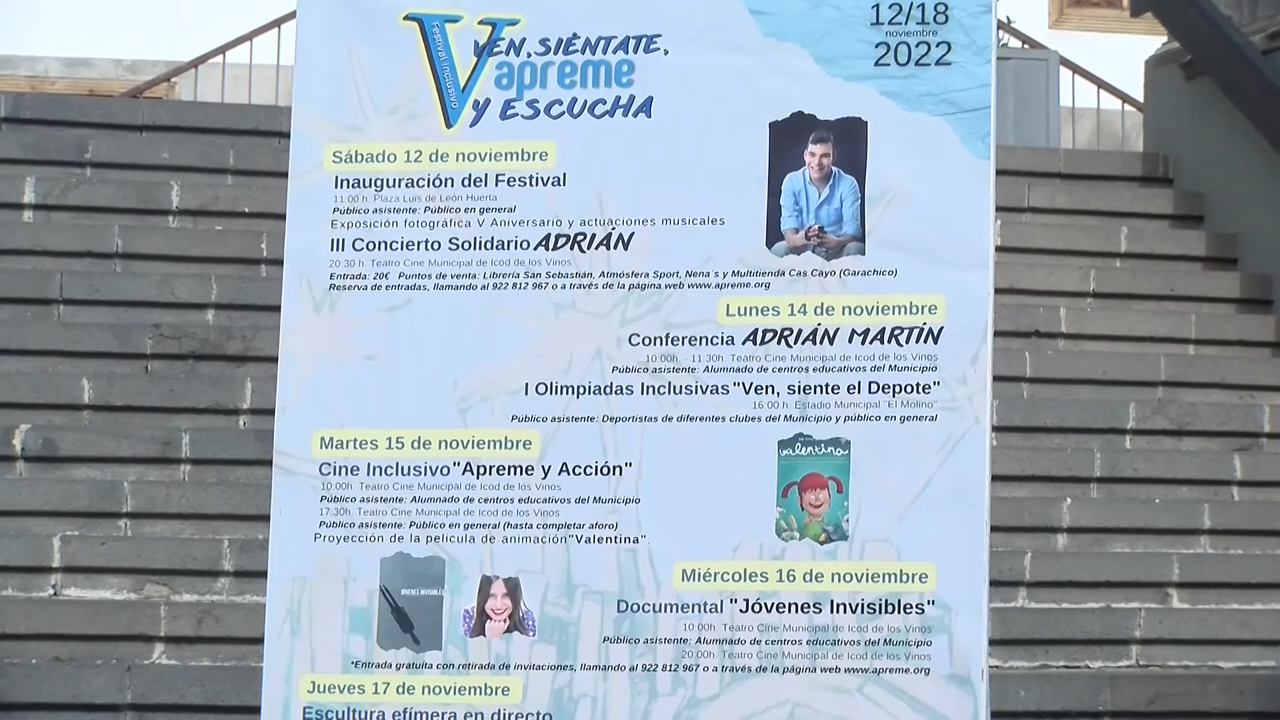 12/18
noviembre
2022
V Festival Inclusivo
VEN, SIÉNTATE,
apreme
Y ESCUCHA
Sábado 12 de noviembre
Inauguración del Festival
11:00 h. Plaza Luis de León Huerta
Público asistente: Público en general
Exposición fotográfica V Aniversario y actuaciones musicales
III Concierto Solidario ADRIÁN
20:30 h. Teatro Cine Municipal de Icod de los Vinos
Entrada: 20€ Puntos de venta: Librería San Sebastián, Atmósfera Sport, Nena´s y Multitienda Cas Cayo (Garachico)
Reserva de entradas, llamando al 922 812 967 o a través de la página web www.apreme.org
Lunes 14 de noviembre
Conferencia ADRIÁN MARTÍN
10:00h. - 11:30h. Teatro Cine Municipal de Icod de los Vinos
Público asistente: Alumnado de centros educativos del Municipio
I Olimpiadas Inclusivas "Ven, siente el Depote"
16:00 h. Estadio Municipal "El Molino"
Público asistente: Deportistas de diferentes clubes del Municipio y público en general
Martes 15 de noviembre
Cine Inclusivo "Apreme y Acción"
10:00h. Teatro Cine Municipal de Icod de los Vinos
Público asistente: Alumnado de centros educativos del Municipio
17:30h. Teatro Cine Municipal de Icod de los Vinos
Público asistente: Público en general (hasta completar aforo)
Proyección de la pelicula de animación "Valentina".
valentina
JÓVENES INVISIBLES
Miércoles 16 de noviembre
Documental "Jóvenes Invisibles"
10:00h. Teatro Cine Municipal de Icod de los Vinos
Público asistente: Alumnado de centros educativos del Municipio
20:00h. Teatro Cine Municipal de Icod de los Vinos
*Entrada gratuita con retirada de invitaciones, llamando al 922 812 967 o a través de la página web www.apreme.org
Jueves 17 de noviembre
Escultura efímera en directo